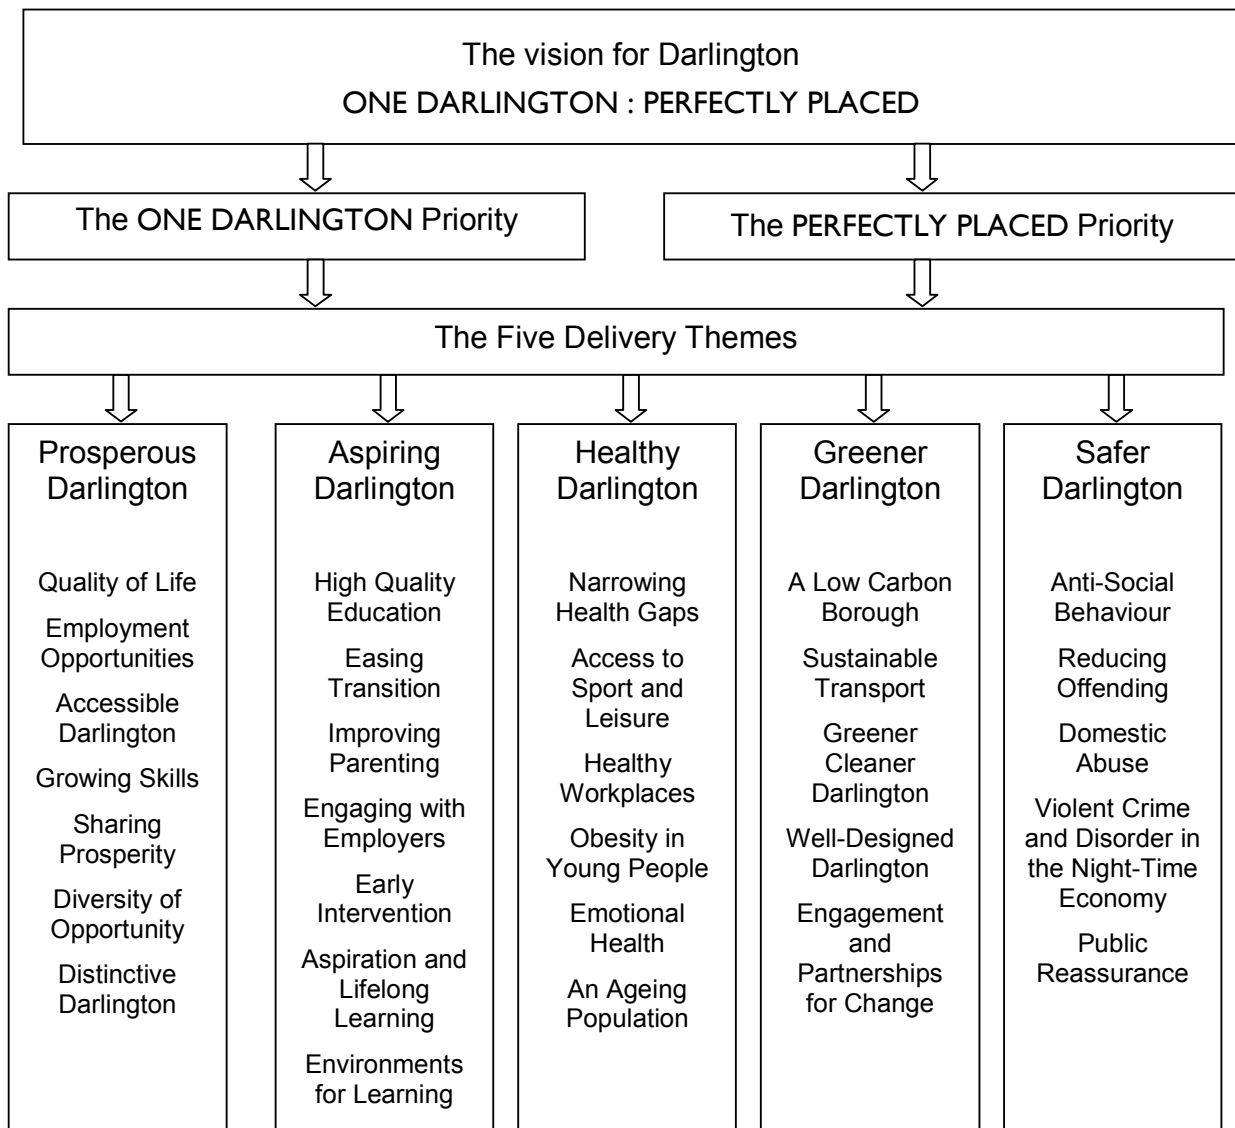 The vision for Darlington
ONE DARLINGTON : PERFECTLY PLACED
The ONE DARLINGTON Priority
The PERFECTLY PLACED Priority
The Five Delivery Themes
Prosperous
Darlington
Quality of Life
Employment
Opportunities
Accessible
Darlington
Growing Skills
Sharing
Prosperity
Diversity of
Opportunity
Distinctive
Darlington
Aspiring
Darlington
High Quality
Education
Easing
Transition
Improving
Parenting
Engaging with
Employers
Early
Intervention
Aspiration and
Lifelong
Learning
Environments
for Learning
Healthy
Darlington
Narrowing
Health Gaps
Access to
Sport and
Leisure
Healthy
Workplaces
Obesity in
Young People
Emotional
Health
An Ageing
Population
Greener
Darlington
A Low Carbon
Borough
Sustainable
Transport
Greener
Cleaner
Darlington
Well-Designed
Darlington
Engagement
and
Partnerships
for Change
Safer
Darlington
Anti-Social
Behaviour
Reducing
Offending
Domestic
Abuse
Violent Crime
and Disorder in
the Night-Time
Economy
Public
Reassurance